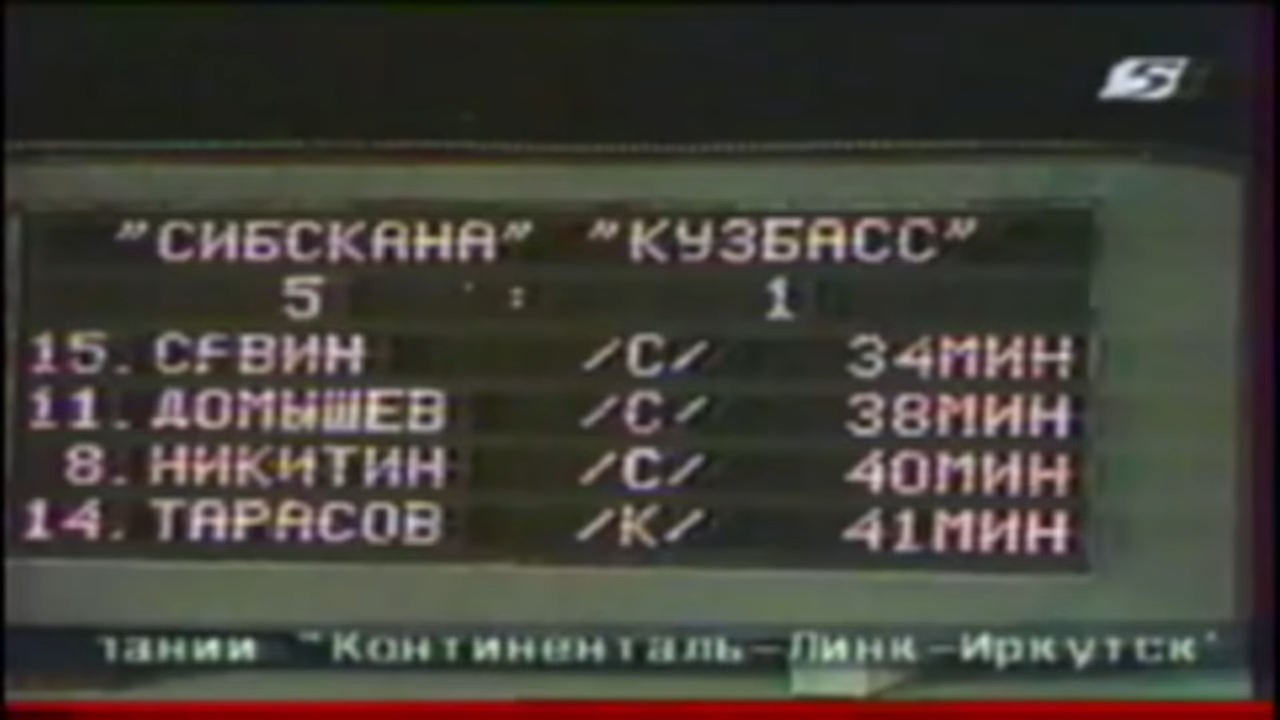 "СИБСКАНА" "КУЗБАСС"
5 : 1
15. САВИН /С/ 34МИН
11. ДОМЫШЕВ /С/ 38МИН
8. НИКИТИН /С/ 40МИН
14. ТАРАСОВ /К/ 41МИН
тании "Континенталь-Линк-Иркутск"